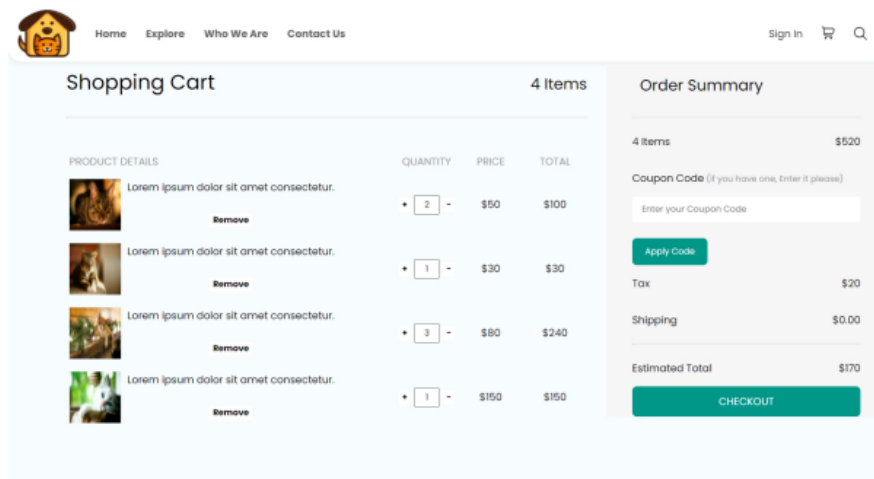 Home Explore Who We Are Contact Us Sign In
Shopping Cart 4 Items
Order Summary
4 items $520
PRODUCT DETAILS QUANTITY PRICE TOTAL
Coupon Code (if you have one, Enter it please)
Lorem ipsum dolor sit amet consectetur.
+ 2 - $50 $100
Remove
Enter your Coupon Code
Apply Code
Lorem ipsum dolor sit amet consectetur.
+ 1 - $30 $30
Remove
Tax $20
Lorem ipsum dolor sit amet consectetur.
+ 3 - $80 $240
Remove
Shipping $0.00
Estimated Total $170
Lorem ipsum dolor sit amet consectetur.
+ 1 - $150 $150
Remove
CHECKOUT